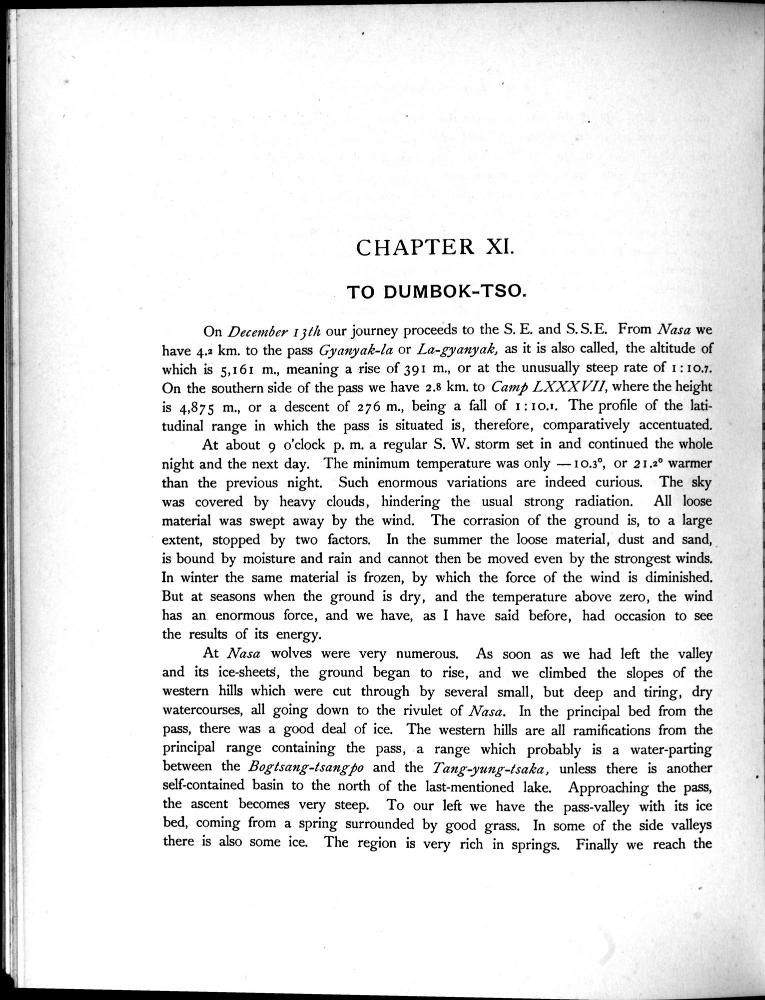 CHAPTER XI.
TO DUMBOK-TSO.
On December 13th our journey proceeds to the S. E. and S. S. E. From Nasa we
have 4.2 km. to the pass Gyanyak-la or La-gyanyak, as it is also called, the altitude of
which is 5,161 m., meaning a rise of 391 m., or at the unusually steep rate of 1 : 10.7.
On the southern side of the pass we have 2.8 km. to Camp LXXXVII, where the height
is 4,875 m., or a descent of 276 m., being a fall of 1 : 10.1. The profile of the lati-
tudinal range in which the pass is situated is, therefore, comparatively accentuated.
At about 9 o'clock p. m. a regular S. W. storm set in and continued the whole
night and the next day. The minimum temperature was only —10.3°, or 21.2° warmer
than the previous night. Such enormous variations are indeed curious. The sky
was covered by heavy clouds, hindering the usual strong radiation. All loose
material was swept away by the wind. The corrasion of the ground is, to a large
extent, stopped by two factors. In the summer the loose material, dust and sand,
is bound by moisture and rain and cannot then be moved even by the strongest winds.
In winter the same material is frozen, by which the force of the wind is diminished.
But at seasons when the ground is dry, and the temperature above zero, the wind
has an enormous force, and we have, as I have said before, had occasion to see
the results of its energy.
At Nasa wolves were very numerous. As soon as we had left the valley
and its ice-sheets, the ground began to rise, and we climbed the slopes of the
western hills which were cut through by several small, but deep and tiring, dry
watercourses, all going down to the rivulet of Nasa. In the principal bed from the
pass, there was a good deal of ice. The western hills are all ramifications from the
principal range containing the pass, a range which probably is a water-parting
between the Bogtsang-tsangpo and the Tang-yung-tsaka, unless there is another
self-contained basin to the north of the last-mentioned lake. Approaching the pass,
the ascent becomes very steep. To our left we have the pass-valley with its ice
bed, coming from a spring surrounded by good grass. In some of the side valleys
there is also some ice. The region is very rich in springs. Finally we reach the